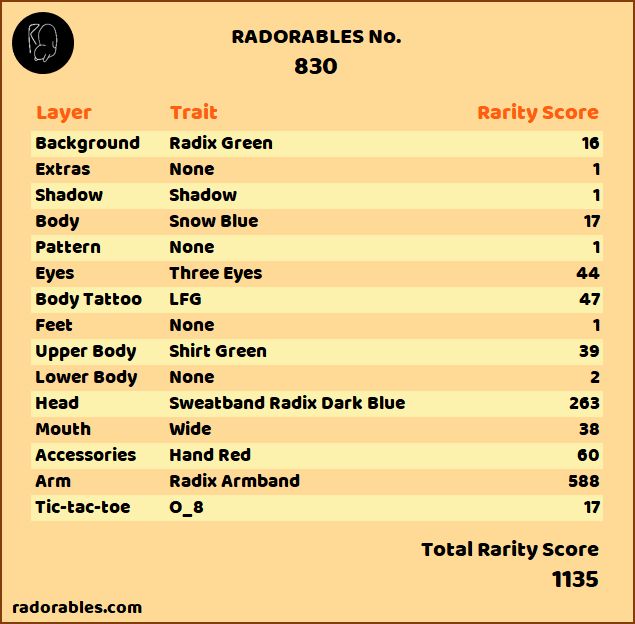 RADORABLES No.
830
Layer Trait Rarity Score
Background Radix Green 16
Extras None 1
Shadow Shadow 1
Body Snow Blue 17
Pattern None 1
Eyes Three Eyes 44
Body Tattoo LFG 47
Feet None 1
Upper Body Shirt Green 39
Lower Body None 2
Head Sweatband Radix Dark Blue 263
Mouth Wide 38
Accessories Hand Red 60
Arm Radix Armband 588
Tic-tac-toe O_8 17
Total Rarity Score
1135
radorables.com